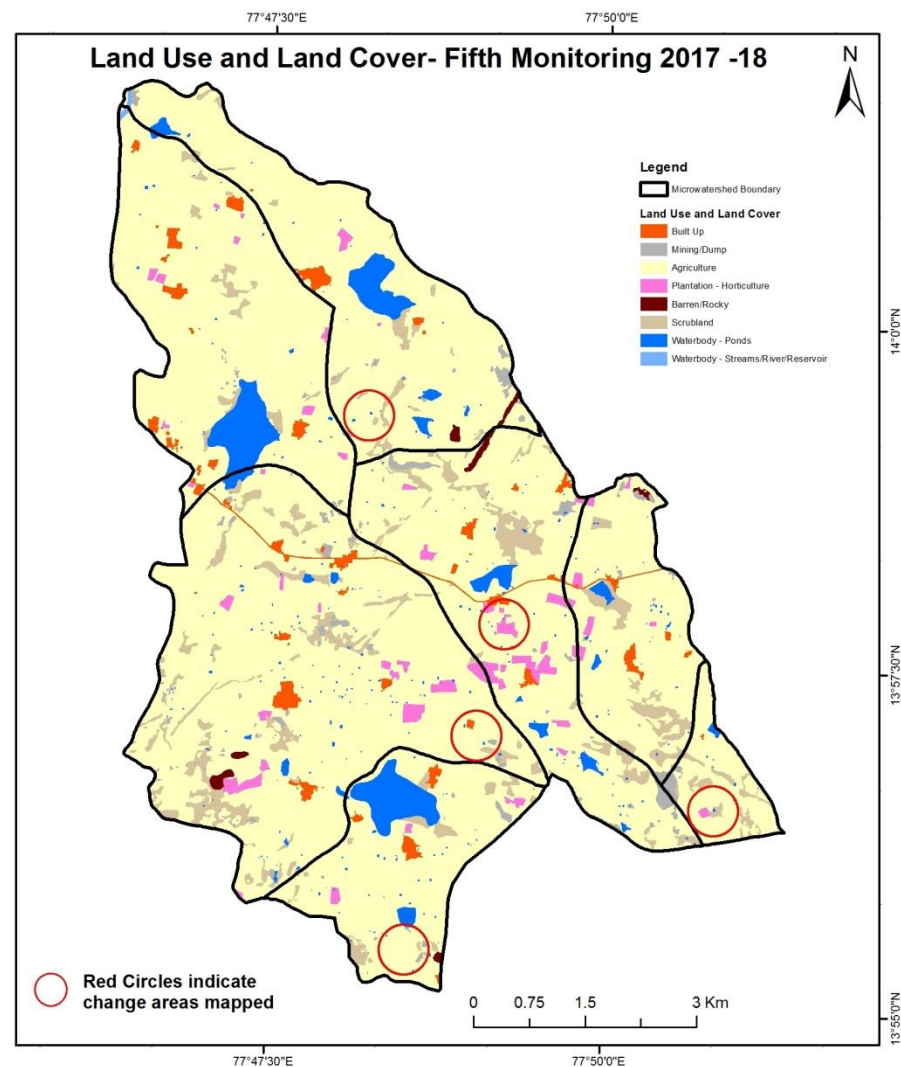 77°47'30"E
77°50'0"E
Land Use and Land Cover- Fifth Monitoring 2017 -18
N
Legend
Microwatershed Boundary
Land Use and Land Cover
Built Up
Mining/Dump
Agriculture
Plantation - Horticulture
Barren/Rocky
Scrubland
Waterbody - Ponds
Waterbody - Streams/River/Reservoir
14°0'0"N
13°57'30"N
13°55'0"N
Red Circles indicate
change areas mapped
0 0.75 1.5 3 Km
77°47'30"E
77°50'0"E